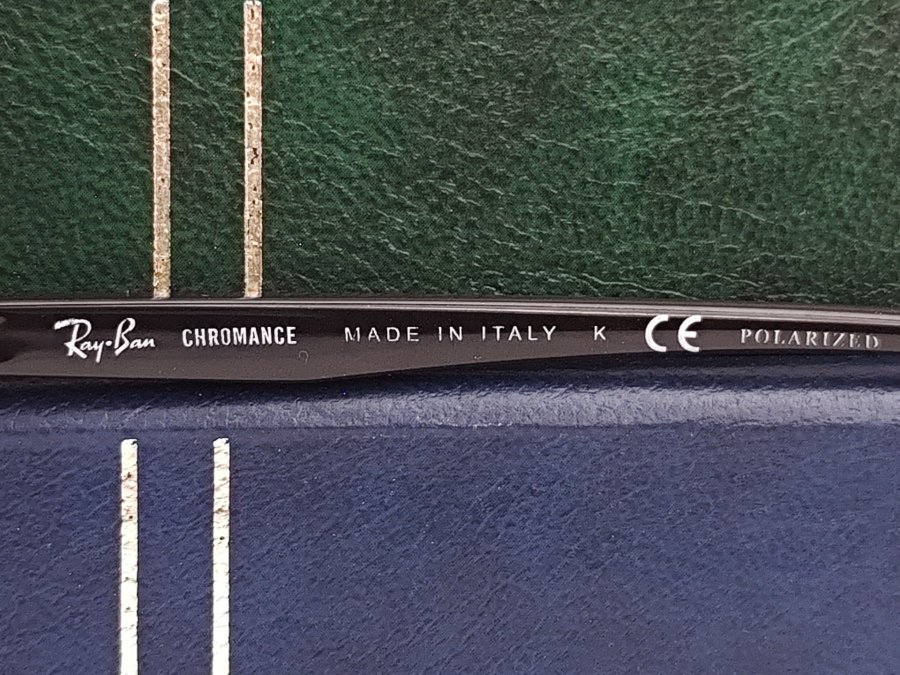 Ray-Ban CHROMANCE MADE IN ITALY K CE POLARIZED